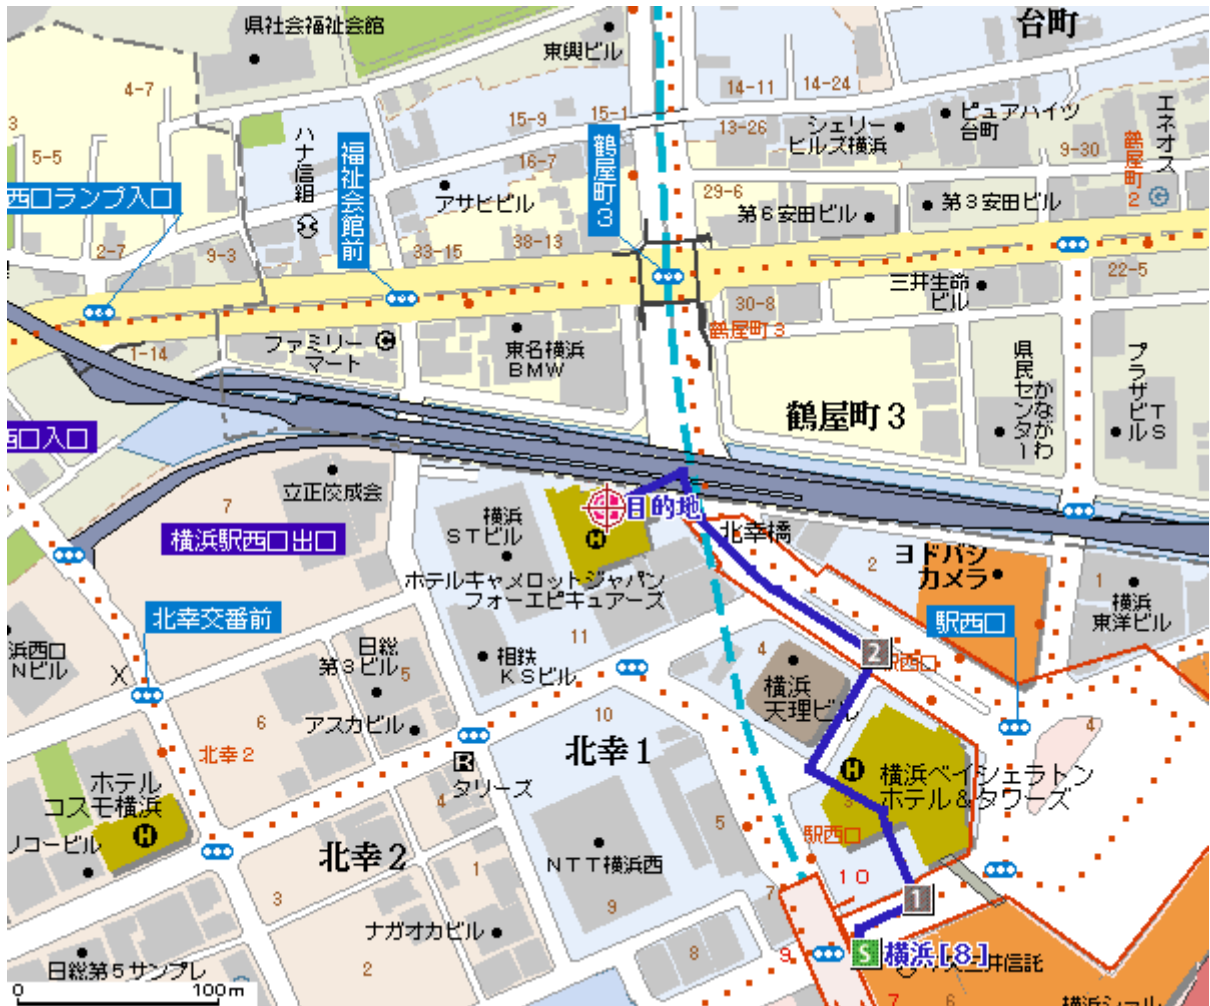 県社会福祉会館
東興ビル
台町
4-7
14-11
14-24
15-9
15-1
13-26
シェリー
ヒルズ横浜
ピュアハイツ
台町
エネオス
鶴屋町2
3
5-5
ハナ信組
福祉会館前
16-7
鶴屋町3
9-30
西口ランプ入口
アサヒビル
29-6
第6安田ビル
第3安田ビル
2-7
9-3
33-15
38-13
22-5
三井生命
ビル
30-8
鶴屋町3
1-14
ファミリー
マート
東名横浜
BMW
鶴屋町3
県民センター
かながわ
プラザビル
TS
西口入口
立正佼成会
7
横浜
STビル
目的地
北幸橋
横浜駅西口出口
2
ヨドバシ
カメラ
1
横浜
東洋ビル
ホテルキャメロットジャパン
フォーエピキュアーズ
北幸交番前
駅西口
11
4
2
駅西口
浜西口
Nビル
X
日総
第3ビル
5
相鉄
KSビル
横浜
天理ビル
6
10
アスカビル
北幸1
4
北幸2
ホテル
コスモ横浜
H
R
タリーズ
H
横浜ベイシェラトン
ホテル&タワーズ
3
4
5
駅西口
ノコービル
北幸2
1
NTT横浜西
10
3
9
7
1
ナガオカビル
8
9
S
横浜[8]
日総第5サンプレ
2
井信託
0
100m
7
6